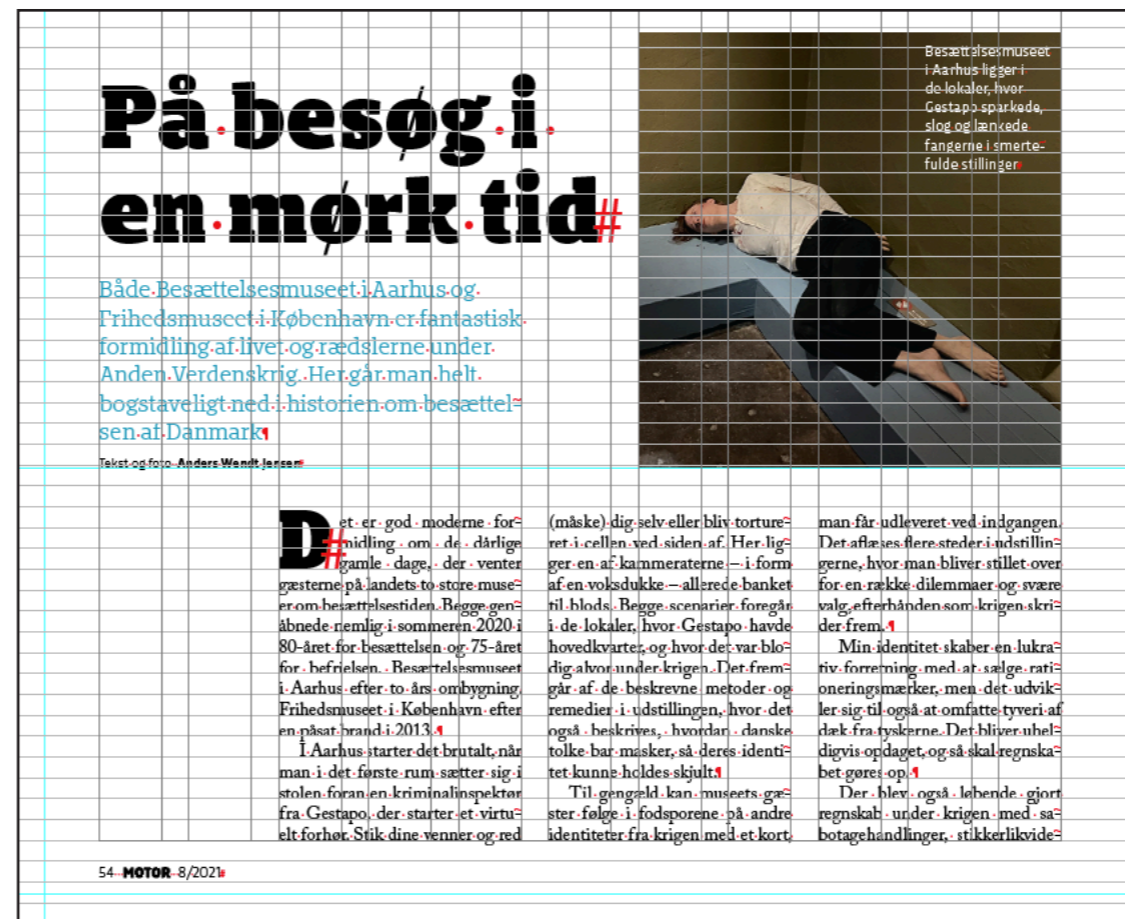 På besøg i
en mørk tid
Besættelsesmuseet
i Aarhus ligger i
de lokaler, hvor
Gestapo sparkede,
slog og lænkede
fangerne i smerte-
fulde stillinger
Både Besættelsesmuseet i Aarhus og
Frihedsmuseet i København er fantastisk
formidling af livet og rædslerne under
Anden Verdenskrig. Her går man helt
bogstaveligt ned i historien om besættel-
sen af Danmark
Tekst og foto Anders Wendt Jensen
Det er god moderne for-
midling om de dårlige
gamle dage, der venter
gæsterne på landets to store muse-
er om besættelsestiden. Begge gen-
åbnede nemlig i sommeren 2020 i
80-året for besættelsen og 75-året
for befrielsen. Besættelsesmuseet
i Aarhus efter to års ombygning.
Frihedsmuseet i København efter
en påsat brand i 2013.
I Aarhus starter det brutalt, når
man i det første rum sætter sig i
stolen foran en kriminalinspektør
fra Gestapo, der starter et virtu-
elt forhør. Stik dine venner og red
(måske) dig selv eller bliv torture-
ret i cellen ved siden af. Her lig-
ger en af kammeraterne – i form
af en voksdukke – allerede banket
til blods. Begge scenarier foregår
i de lokaler, hvor Gestapo havde
hovedkvarter, og hvor det var blo-
dig alvor under krigen. Det frem-
går af de beskrevne metoder og
remedier i udstillingen, hvor det
også beskrives, hvordan danske
tolke bar masker, så deres identi-
tet kunne holdes skjult.
Til gengæld kan museets gæ-
ster følge i fodsporene på andre
identiteter fra krigen med et kort,
man får udleveret ved indgangen.
Det aflæses flere steder i udstillin-
gerne, hvor man bliver stillet over
for en række dilemmaer og svære
valg, efterhånden som krigen skri-
der frem.
Min identitet skaber en lukra-
tiv forretning med at sælge rati-
oneringsmærker, men det udvik-
ler sig til også at omfatte tyveri af
dæk fra tyskerne. Det bliver uhel-
digvis opdaget, og så skal regnska-
bet gøres op.
Der blev også løbende gjort
regnskab under krigen med sa-
botagehandlinger, stikkerlikvide-
54 MOTOR 8/2021